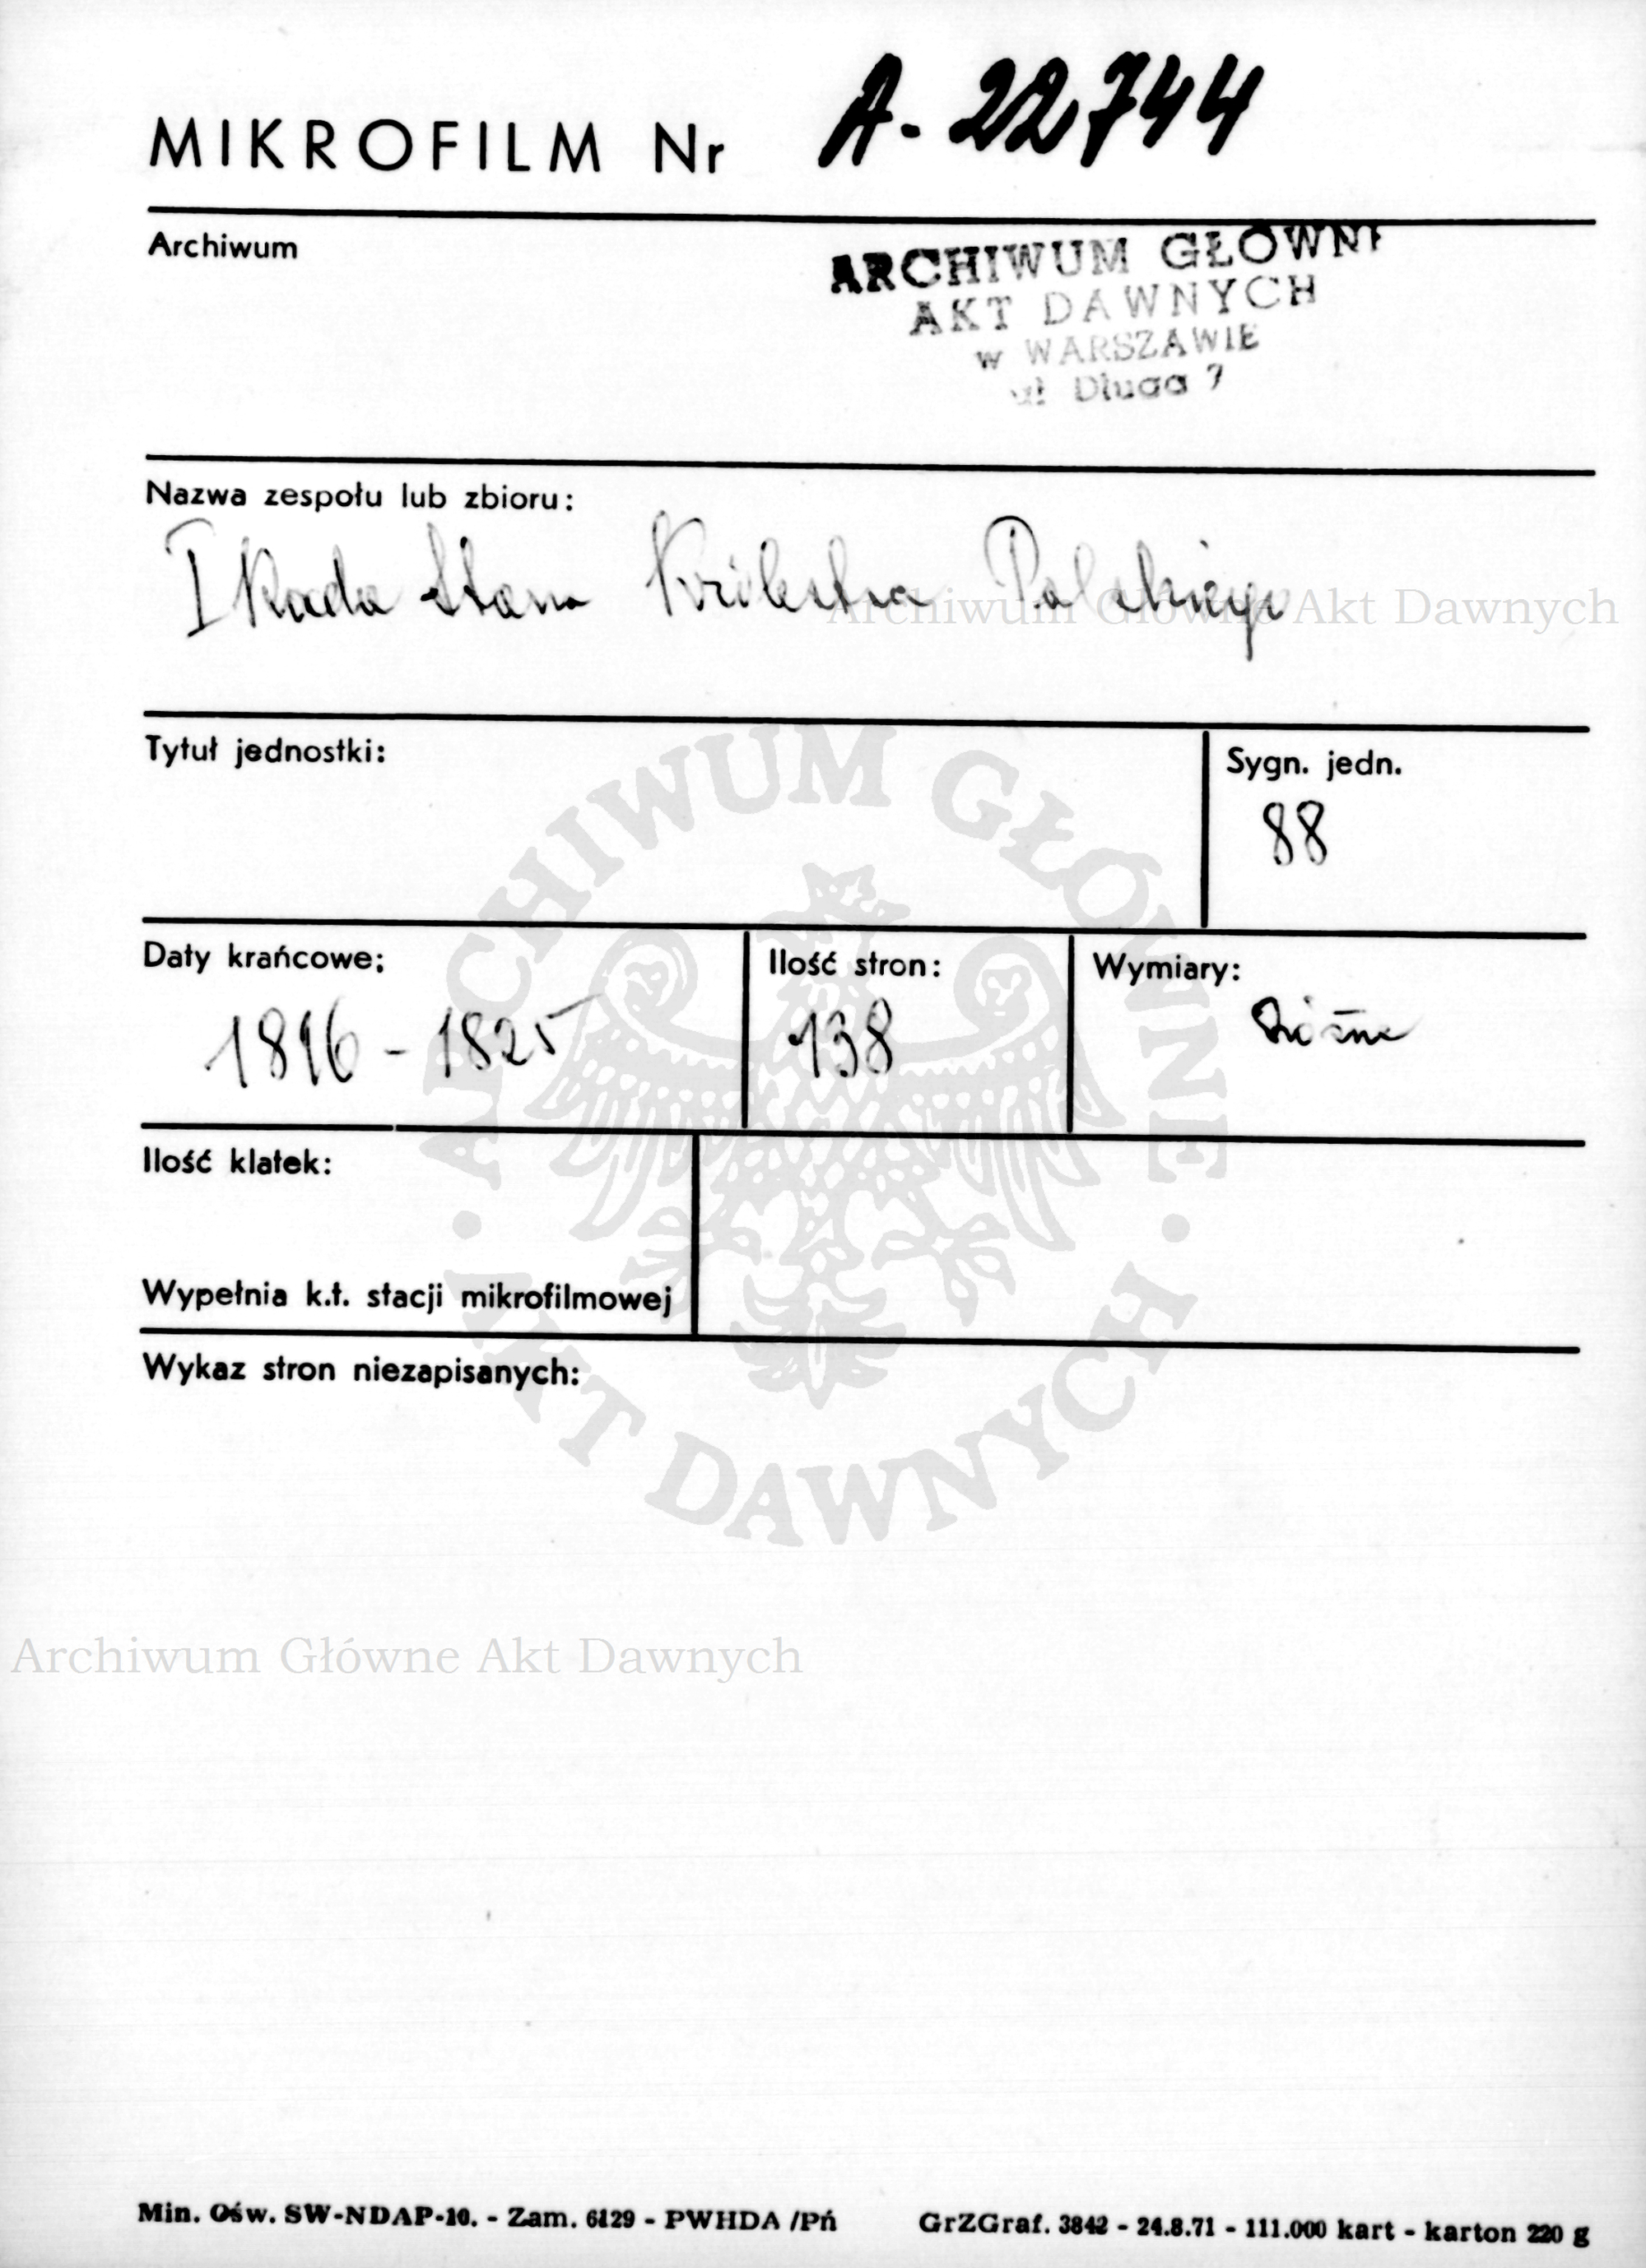 MIKROFILM Nr A-22744
Archiwum
ARCHIWUM GŁÓWNE
AKT DAWNYCH
w WARSZAWIE
ul. Długa 7
Nazwa zespołu lub zbioru:
I Rada Stanu Królestwa Polskiego
Archiwum Główne Akt Dawnych
Tytuł jednostki:
Sygn. jedn.
88
Daty krańcowe:
1816 - 1825
Ilość stron:
138
Wymiary:
różne
Ilość klatek:
Wypełnia k.t. stacji mikrofilmowej
Wykaz stron niezapisanych:
ARCHIWUM GŁÓWNE
· AKT DAWNYCH ·
Archiwum Główne Akt Dawnych
Min. Ośw. SW-NDAP-10. - Zam. 6129 - PWHDA /Pń GrZGraf. 3842 - 24.8.71 - 111.000 kart - karton 220 g